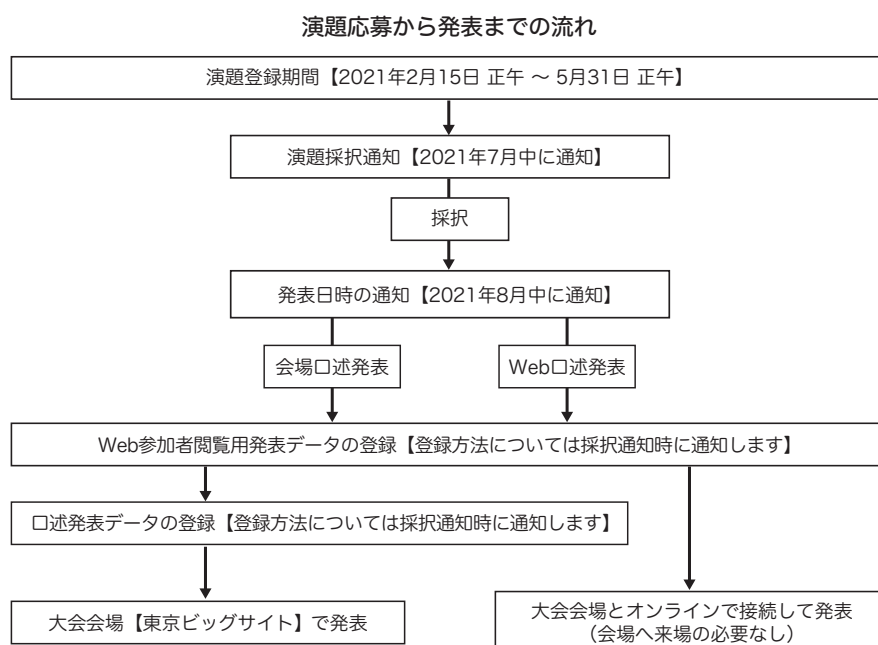 演題応募から発表までの流れ
演題登録期間【2021年2月15日 正午 ～ 5月31日 正午】
演題採択通知【2021年7月中に通知】
採択
発表日時の通知【2021年8月中に通知】
会場口述発表
Web口述発表
Web参加者閲覧用発表データの登録【登録方法については採択通知時に通知します】
口述発表データの登録【登録方法については採択通知時に通知します】
大会会場【東京ビッグサイト】で発表
大会会場とオンラインで接続して発表
（会場へ来場の必要なし）